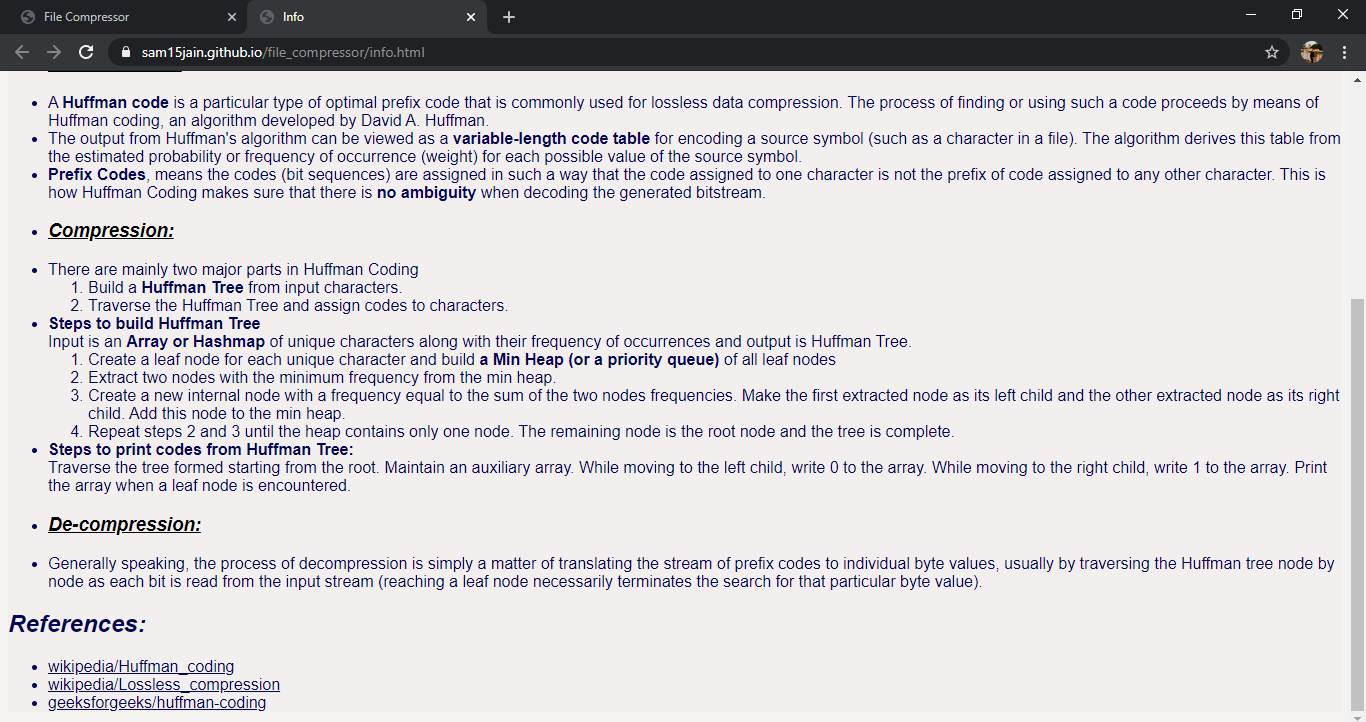 File Compressor
Info
sam15jain.github.io/file_compressor/info.html
A Huffman code is a particular type of optimal prefix code that is commonly used for lossless data compression. The process of finding or using such a code proceeds by means of
Huffman coding, an algorithm developed by David A. Huffman.
The output from Huffman's algorithm can be viewed as a variable-length code table for encoding a source symbol (such as a character in a file). The algorithm derives this table from
the estimated probability or frequency of occurrence (weight) for each possible value of the source symbol.
Prefix Codes, means the codes (bit sequences) are assigned in such a way that the code assigned to one character is not the prefix of code assigned to any other character. This is
how Huffman Coding makes sure that there is no ambiguity when decoding the generated bitstream.
Compression:
There are mainly two major parts in Huffman Coding
1. Build a Huffman Tree from input characters.
2. Traverse the Huffman Tree and assign codes to characters.
Steps to build Huffman Tree
Input is an Array or Hashmap of unique characters along with their frequency of occurrences and output is Huffman Tree.
1. Create a leaf node for each unique character and build a Min Heap (or a priority queue) of all leaf nodes
2. Extract two nodes with the minimum frequency from the min heap.
3. Create a new internal node with a frequency equal to the sum of the two nodes frequencies. Make the first extracted node as its left child and the other extracted node as its right
child. Add this node to the min heap.
4. Repeat steps 2 and 3 until the heap contains only one node. The remaining node is the root node and the tree is complete.
Steps to print codes from Huffman Tree:
Traverse the tree formed starting from the root. Maintain an auxiliary array. While moving to the left child, write 0 to the array. While moving to the right child, write 1 to the array. Print
the array when a leaf node is encountered.
De-compression:
Generally speaking, the process of decompression is simply a matter of translating the stream of prefix codes to individual byte values, usually by traversing the Huffman tree node by
node as each bit is read from the input stream (reaching a leaf node necessarily terminates the search for that particular byte value).
References:
wikipedia/Huffman_coding
wikipedia/Lossless_compression
geeksforgeeks/huffman-coding